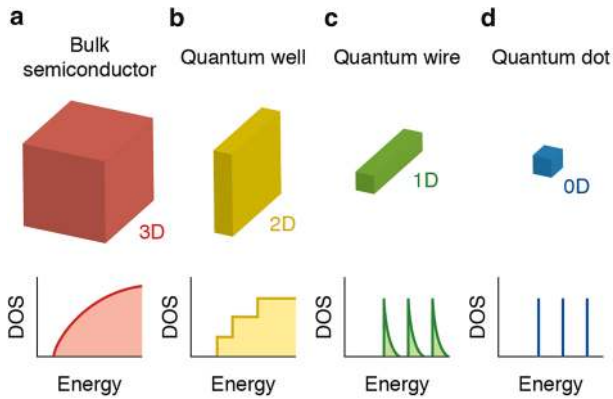 a
Bulk
semiconductor
3D
DOS
Energy
b
Quantum well
2D
DOS
Energy
c
Quantum wire
1D
DOS
Energy
d
Quantum dot
0D
DOS
Energy